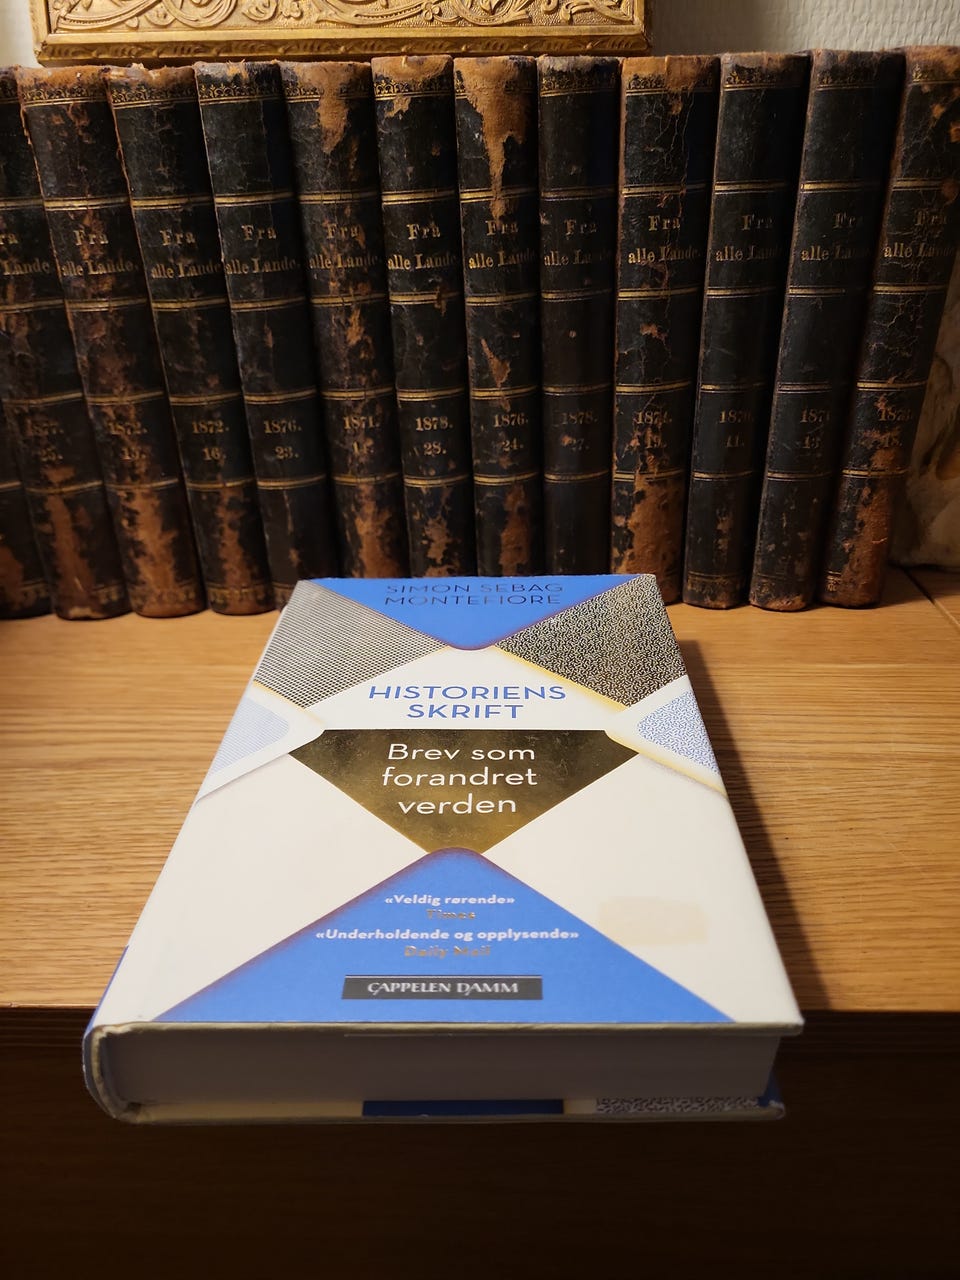 Fra
alle Lande.
Fra
alle Lande
1872.
16.
Fra
alle Lande.
1876.
23.
Fra
alle Lande.
1871.
Fra
alle Lande
1878.
28.
Fra
alle Lande
1876.
24.
Fra
alle Lande
1878.
Fra
alle Lande.
1874.
19.
Fra
alle Lande
11.
Fra
alle Lande
1871
13
Fra
alle Lande
18.
SIMON SEBAG
MONTEFIORE
HISTORIENS
SKRIFT
Brev som
forandret
verden
«Veldig rørende»
Times
«Underholdende og opplysende»
Daily Mail
CAPPELEN DAMM